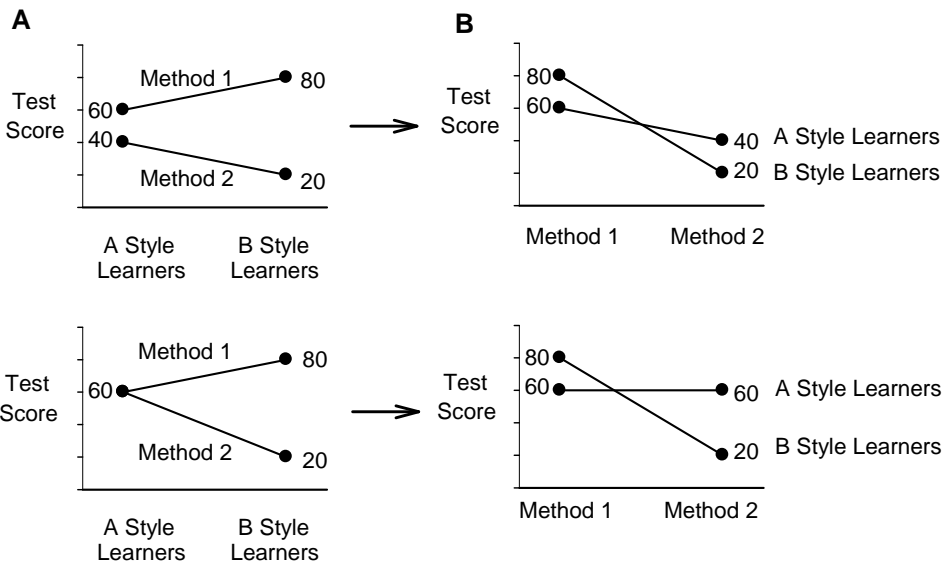 A
Test
Score
Method 1
60
80
40
Method 2
20
A Style
Learners
B Style
Learners
B
Test
Score
80
60
40
A Style Learners
20
B Style Learners
Method 1
Method 2
Test
Score
Method 1
60
80
Method 2
20
A Style
Learners
B Style
Learners
Test
Score
80
60
60
A Style Learners
20
B Style Learners
Method 1
Method 2